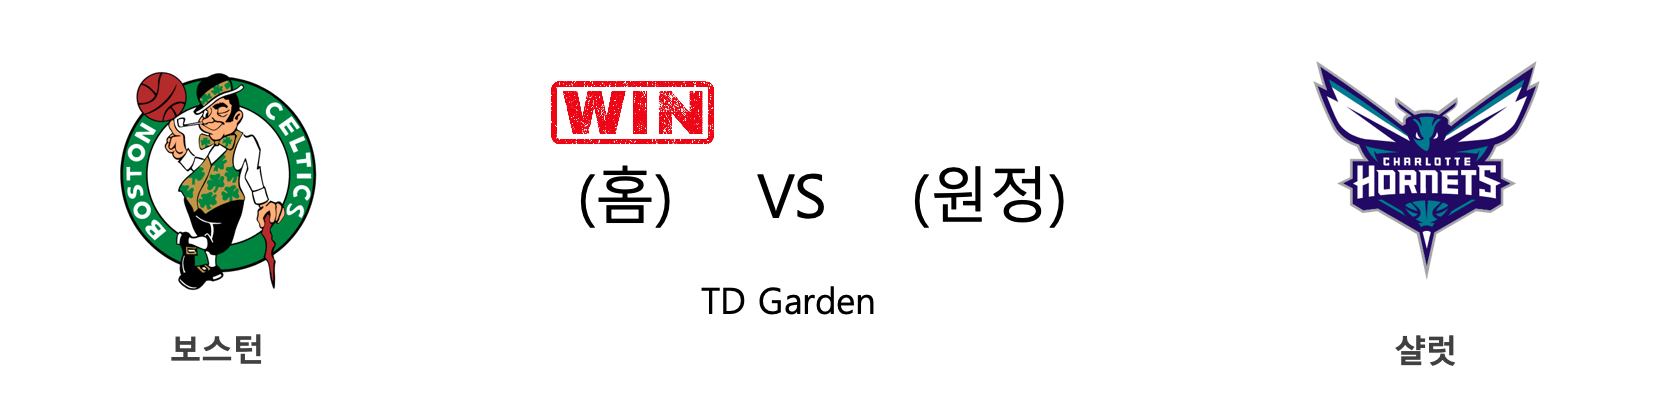 BOSTON CELTICS
WIN
(홈) VS (원정)
CHARLOTTE
HORNETS
TD Garden
보스턴
샬럿